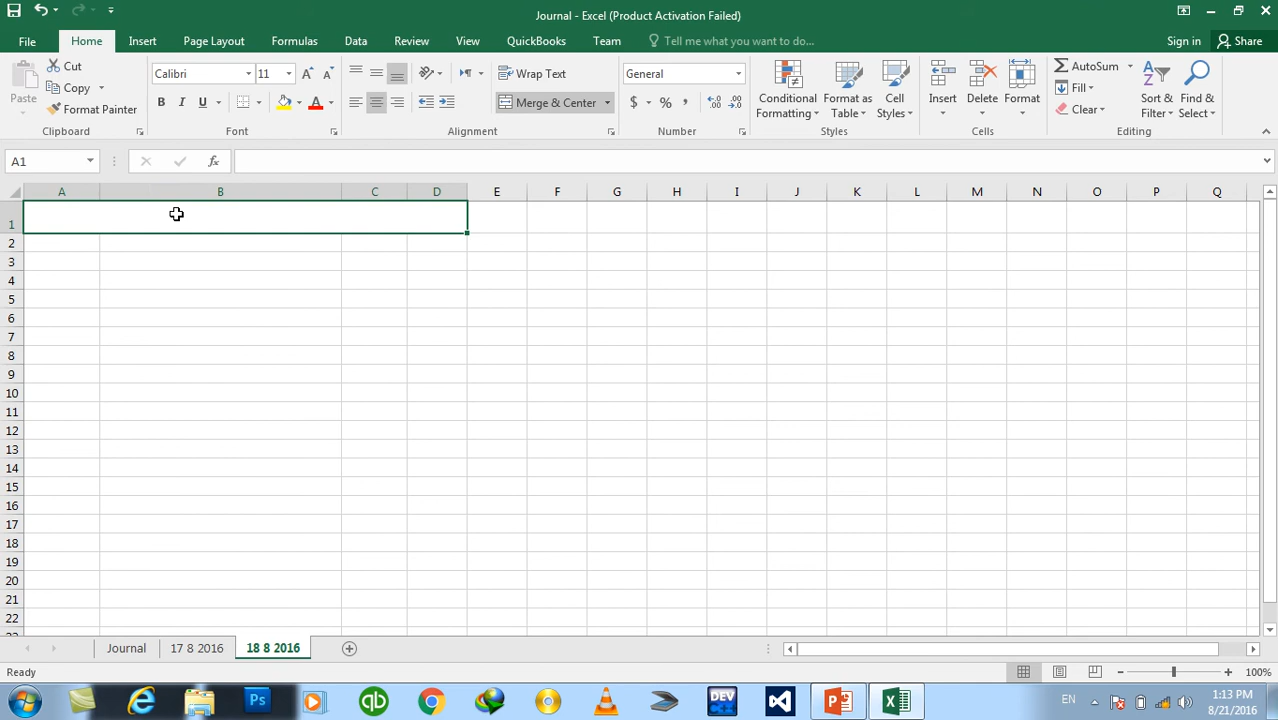 Journal - Excel (Product Activation Failed)
File Home Insert Page Layout Formulas Data Review View QuickBooks Team Tell me what you want to do... Sign in Share
Paste
Cut
Copy
Format Painter
Clipboard
Calibri 11
B I U
Font
Wrap Text
Merge & Center
Alignment
General
$ % ,
Number
Conditional Formatting
Format as Table
Cell Styles
Styles
Insert Delete Format
Cells
AutoSum
Fill
Clear
Sort & Filter
Find & Select
Editing
A1 fx
A B C D E F G H I J K L M N O P Q
1
2
3
4
5
6
7
8
9
10
11
12
13
14
15
16
17
18
19
20
21
22
Journal 17 8 2016 18 8 2016
Ready 100%
qb DEV EN 1:13 PM
8/21/2016